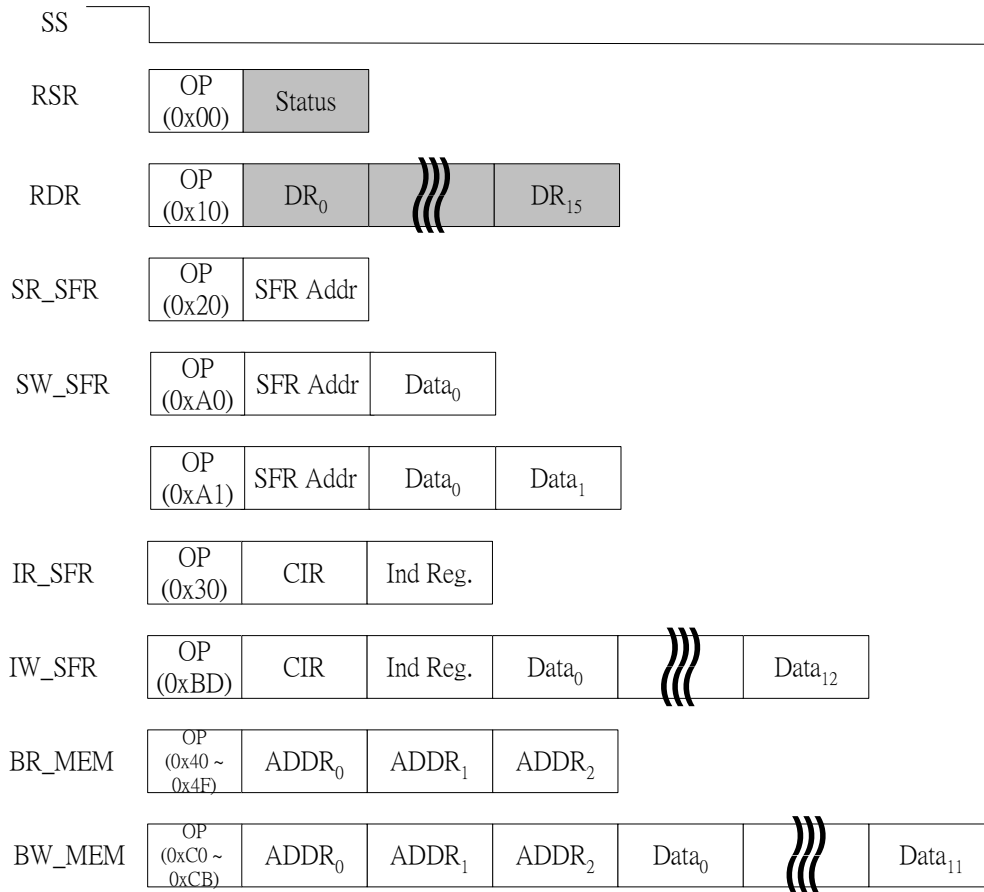 SS
RSR OP (0x00) Status
RDR OP (0x10) DR0 DR15
SR_SFR OP (0x20) SFR Addr
SW_SFR OP (0xA0) SFR Addr Data0
OP (0xA1) SFR Addr Data0 Data1
IR_SFR OP (0x30) CIR Ind Reg.
IW_SFR OP (0xBD) CIR Ind Reg. Data0 Data12
BR_MEM OP (0x40 ~ 0x4F) ADDR0 ADDR1 ADDR2
BW_MEM OP (0xC0 ~ 0xCB) ADDR0 ADDR1 ADDR2 Data0 Data11